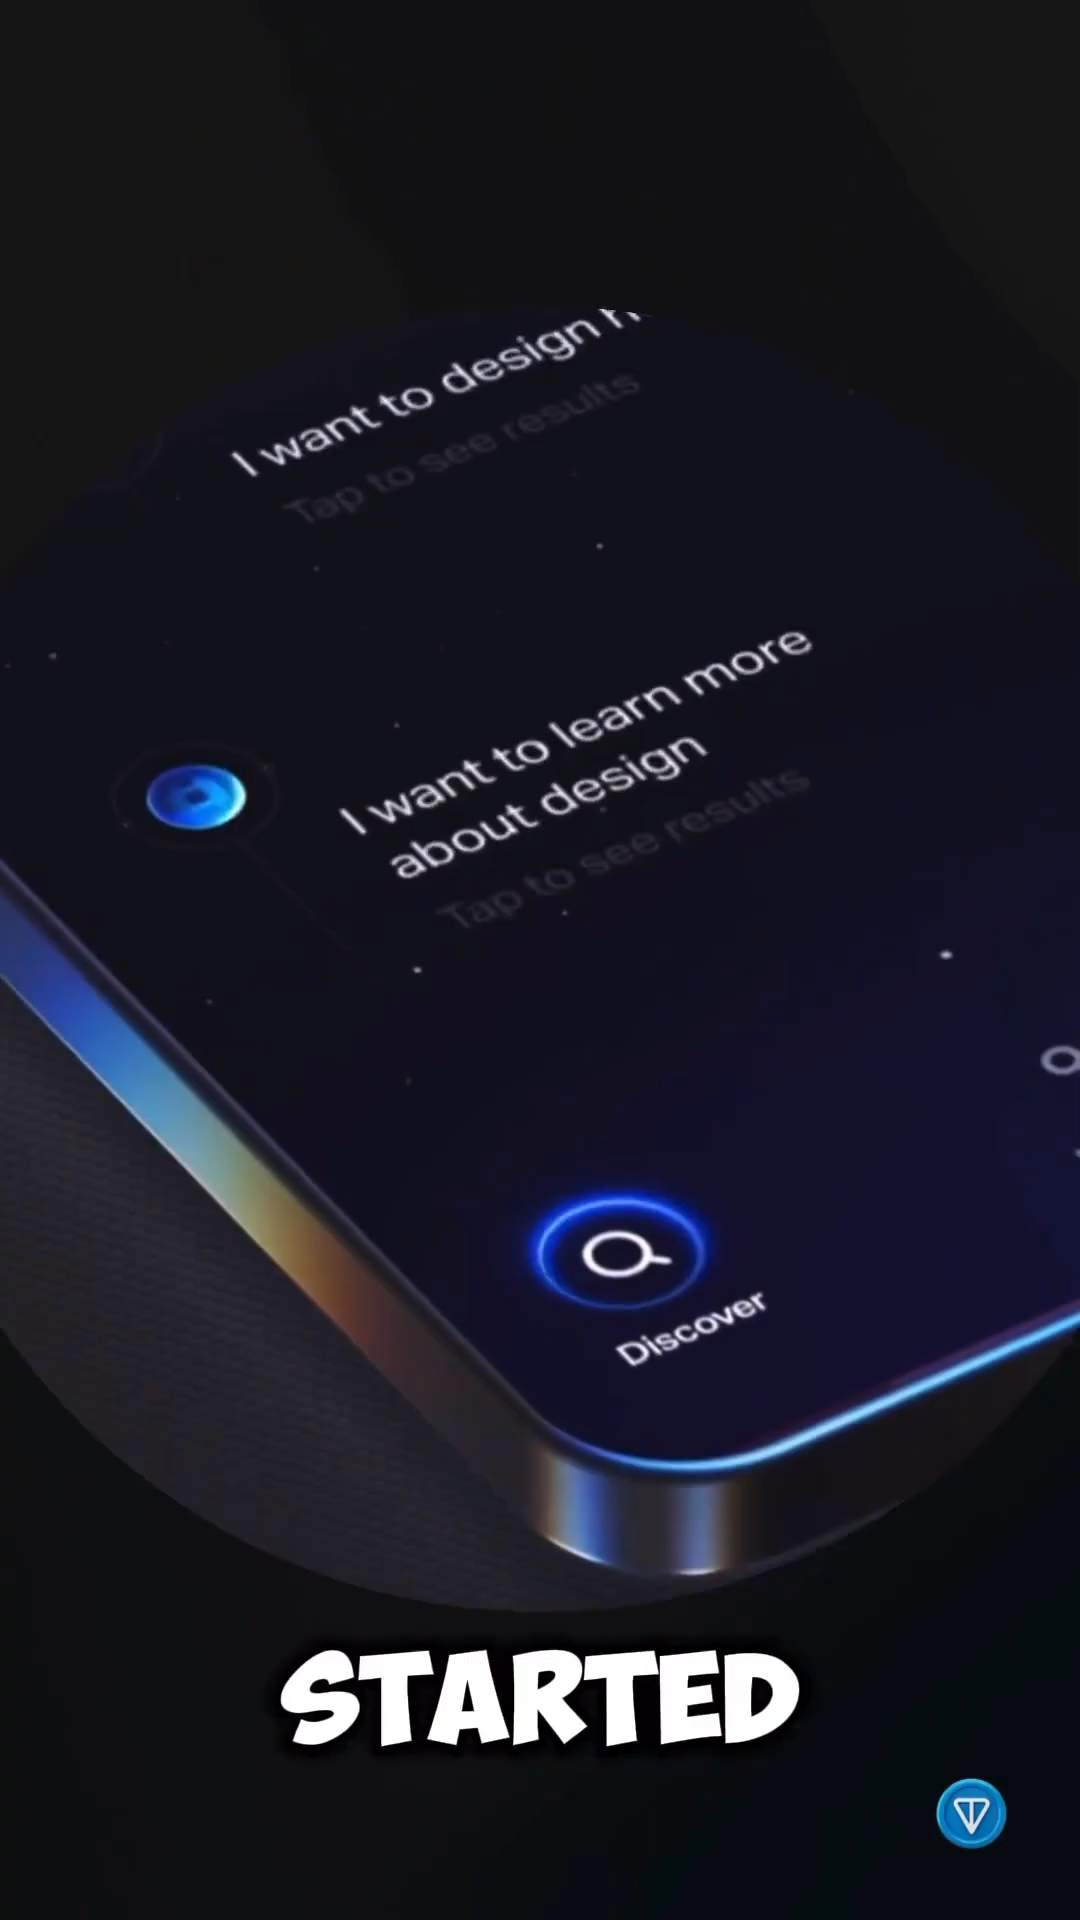 I want to design
Tap to see results
I want to learn more
about design
Tap to see results
Discover
STARTED